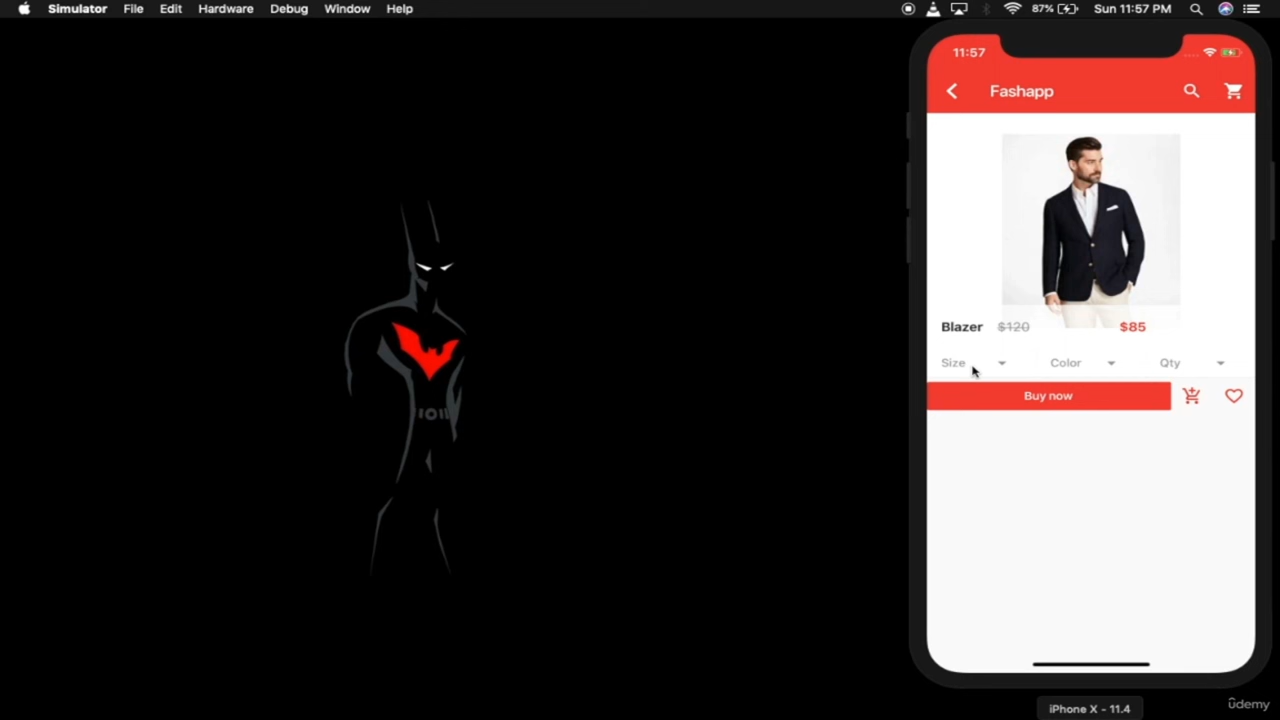 Simulator File Edit Hardware Debug Window Help 87% Sun 11:57 PM
11:57
Fashapp
Blazer $120 $85
Size Color Qty
Buy now
iPhone X - 11.4
ûdemy